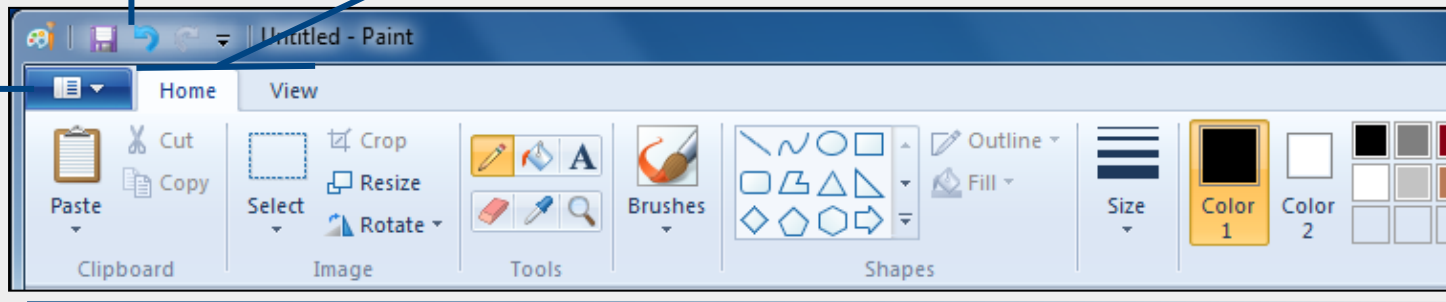 Untitled - Paint
Home View
Cut Crop A Outline
Copy Resize Fill
Paste Select Rotate Brushes Size Color 1 Color 2
Clipboard Image Tools Shapes